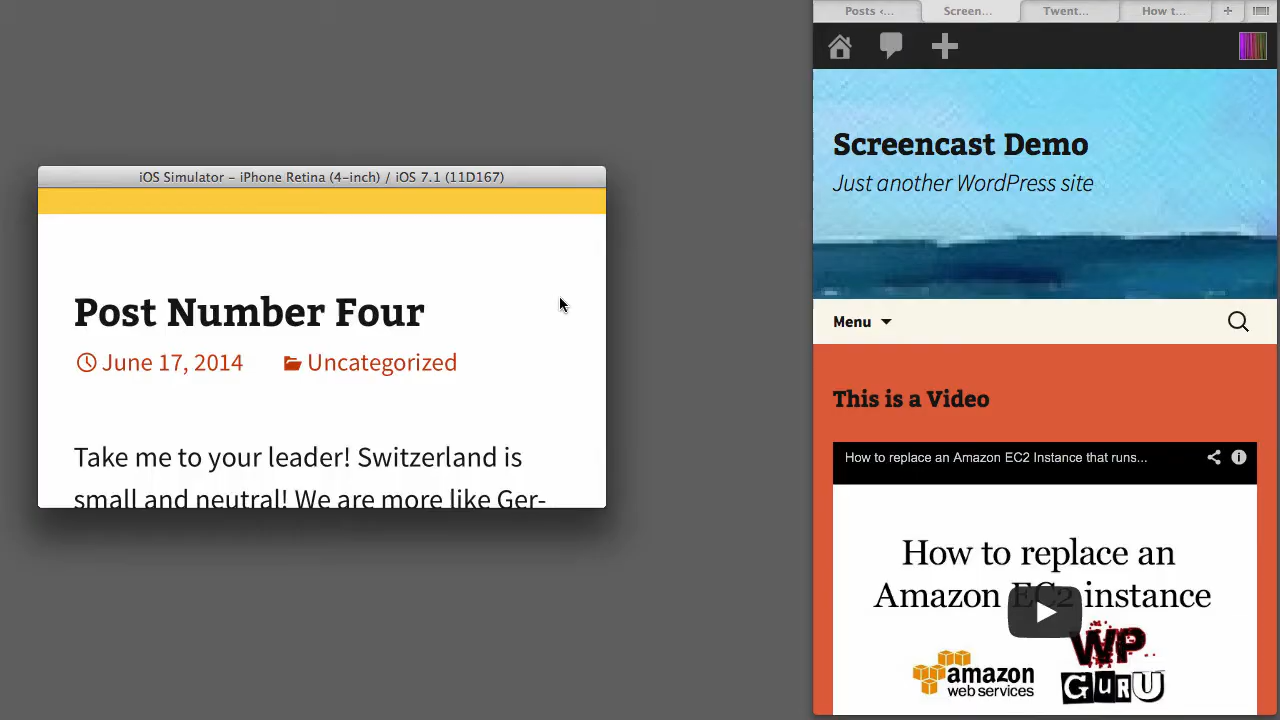 iOS Simulator – iPhone Retina (4-inch) / iOS 7.1 (11D167)
Post Number Four
June 17, 2014 Uncategorized
Take me to your leader! Switzerland is
small and neutral! We are more like Ger-
Posts ‹... Screen... Twent... How t...
Screencast Demo
Just another WordPress site
Menu
This is a Video
How to replace an Amazon EC2 Instance that runs...
How to replace an
Amazon EC2 instance
amazon
web services
WP
GURU